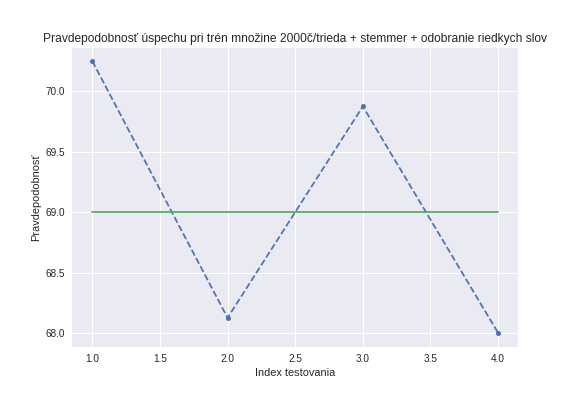 Pravdepodobnosť úspechu pri trén množine 2000č/trieda + stemmer + odobranie riedkych slov
70.0
69.5
69.0
68.5
68.0
Pravdepodobnosť
1.0 1.5 2.0 2.5 3.0 3.5 4.0
Index testovania